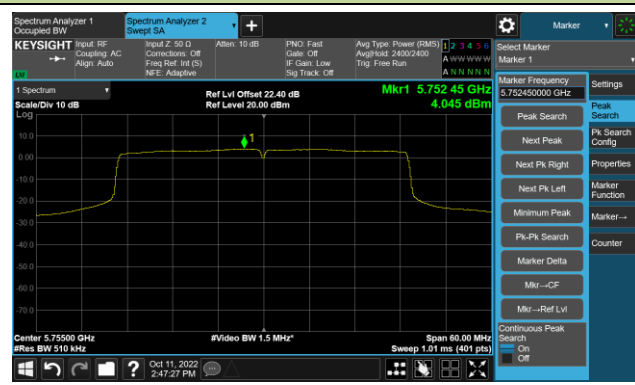 Spectrum Analyzer 1
Occupied BW
Spectrum Analyzer 2
Swept SA
Marker
KEYSIGHT
Input: RF
Coupling: AC
Align: Auto
Input Z: 50 Ω
Corrections: Off
Freq Ref: Int (S)
NFE: Adaptive
Atten: 10 dB
PNO: Fast
Gate: Off
IF Gain: Low
Sig Track: Off
Avg Type: Power (RMS)
Avg|Hold: 2400/2400
Trig: Free Run
1 2 3 4 5 6
A W W W W W
A N N N N N
LXI
Select Marker
Marker 1
1 Spectrum
Scale/Div 10 dB
Log
Ref Lvl Offset 22.40 dB
Ref Level 20.00 dBm
Mkr1 5.752 45 GHz
4.045 dBm
1
10.0
0.00
-10.0
-20.0
-30.0
-40.0
-50.0
-60.0
-70.0
Center 5.75500 GHz
#Res BW 510 kHz
#Video BW 1.5 MHz*
Span 60.00 MHz
Sweep 1.01 ms (401 pts)
Marker Frequency
5.752450000 GHz
Peak Search
Next Peak
Next Pk Right
Next Pk Left
Minimum Peak
Pk-Pk Search
Marker Delta
Mkr→CF
Mkr→Ref Lvl
Continuous Peak
Search
On
Off
Settings
Peak
Search
Pk Search
Config
Properties
Marker
Function
Marker→
Counter
Oct 11, 2022
2:47:27 PM